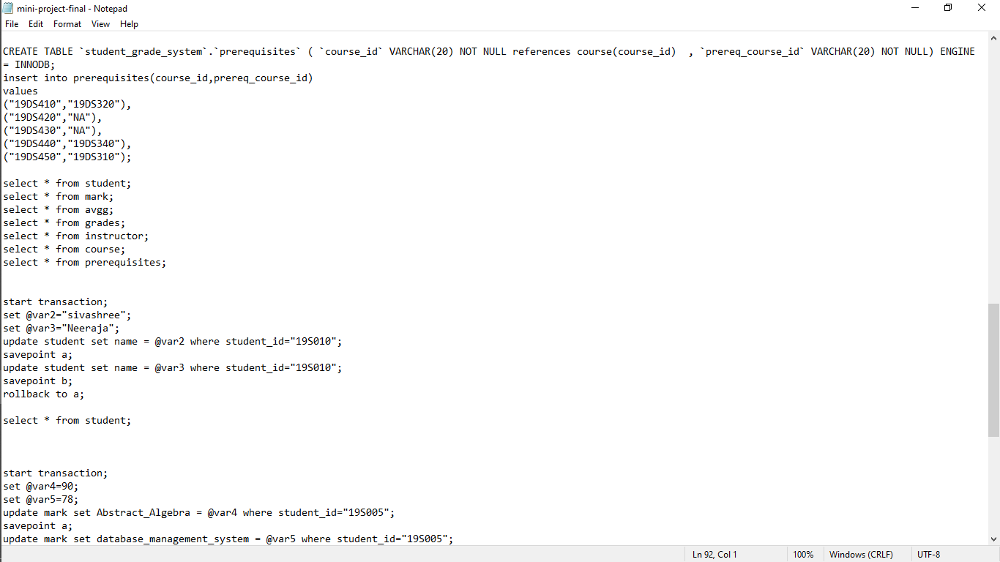 mini-project-final - Notepad
File Edit Format View Help
CREATE TABLE `student_grade_system`.`prerequisites` ( `course_id` VARCHAR(20) NOT NULL references course(course_id)  , `prereq_course_id` VARCHAR(20) NOT NULL) ENGINE
= INNODB;
insert into prerequisites(course_id,prereq_course_id)
values
("19DS410","19DS320"),
("19DS420","NA"),
("19DS430","NA"),
("19DS440","19DS340"),
("19DS450","19DS310");
select * from student;
select * from mark;
select * from avgg;
select * from grades;
select * from instructor;
select * from course;
select * from prerequisites;
start transaction;
set @var2="sivashree";
set @var3="Neeraja";
update student set name = @var2 where student_id="19S010";
savepoint a;
update student set name = @var3 where student_id="19S010";
savepoint b;
rollback to a;
select * from student;
start transaction;
set @var4=90;
set @var5=78;
update mark set Abstract_Algebra = @var4 where student_id="19S005";
savepoint a;
update mark set database_management_system = @var5 where student_id="19S005";
Ln 92, Col 1 100% Windows (CRLF) UTF-8